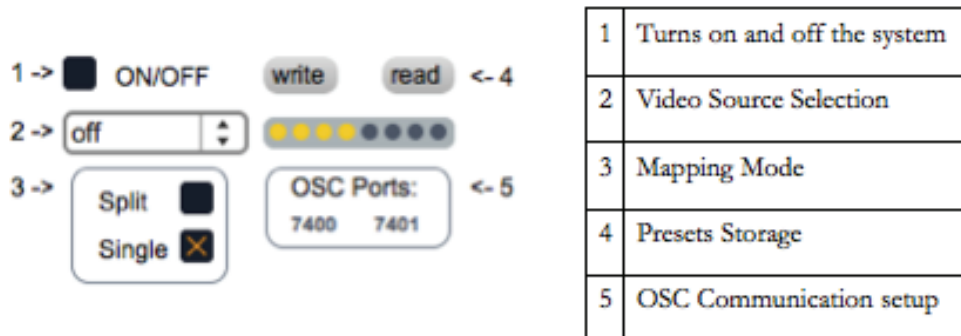 1 -> ON/OFF write read <- 4
2 -> off
3 -> Split OSC Ports: <- 5
7400 7401
Single
1 Turns on and off the system
2 Video Source Selection
3 Mapping Mode
4 Presets Storage
5 OSC Communication setup